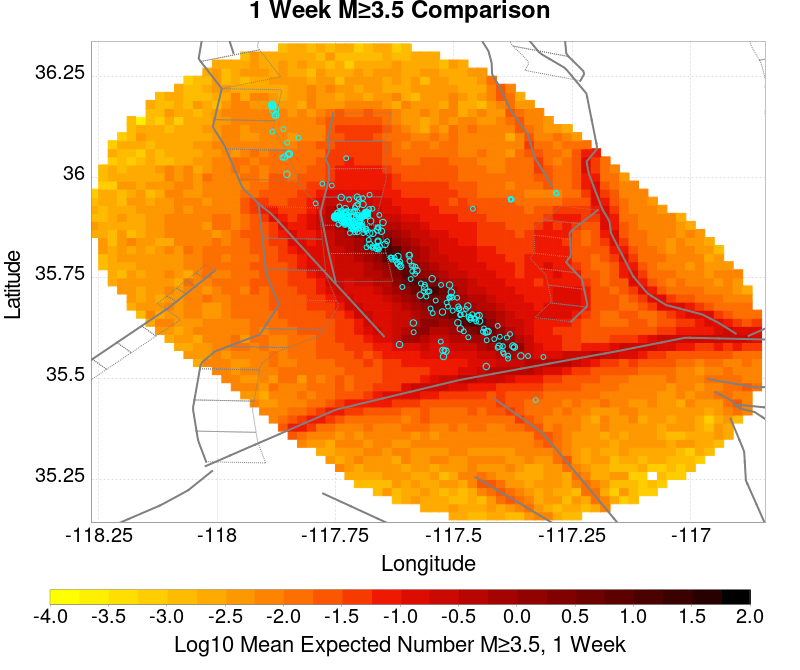 1 Week M≥3.5 Comparison
36.25
36
35.75
35.5
35.25
Latitude
-118.25 -118 -117.75 -117.5 -117.25 -117
Longitude
-4.0 -3.5 -3.0 -2.5 -2.0 -1.5 -1.0 -0.5 0.0 0.5 1.0 1.5 2.0
Log10 Mean Expected Number M≥3.5, 1 Week